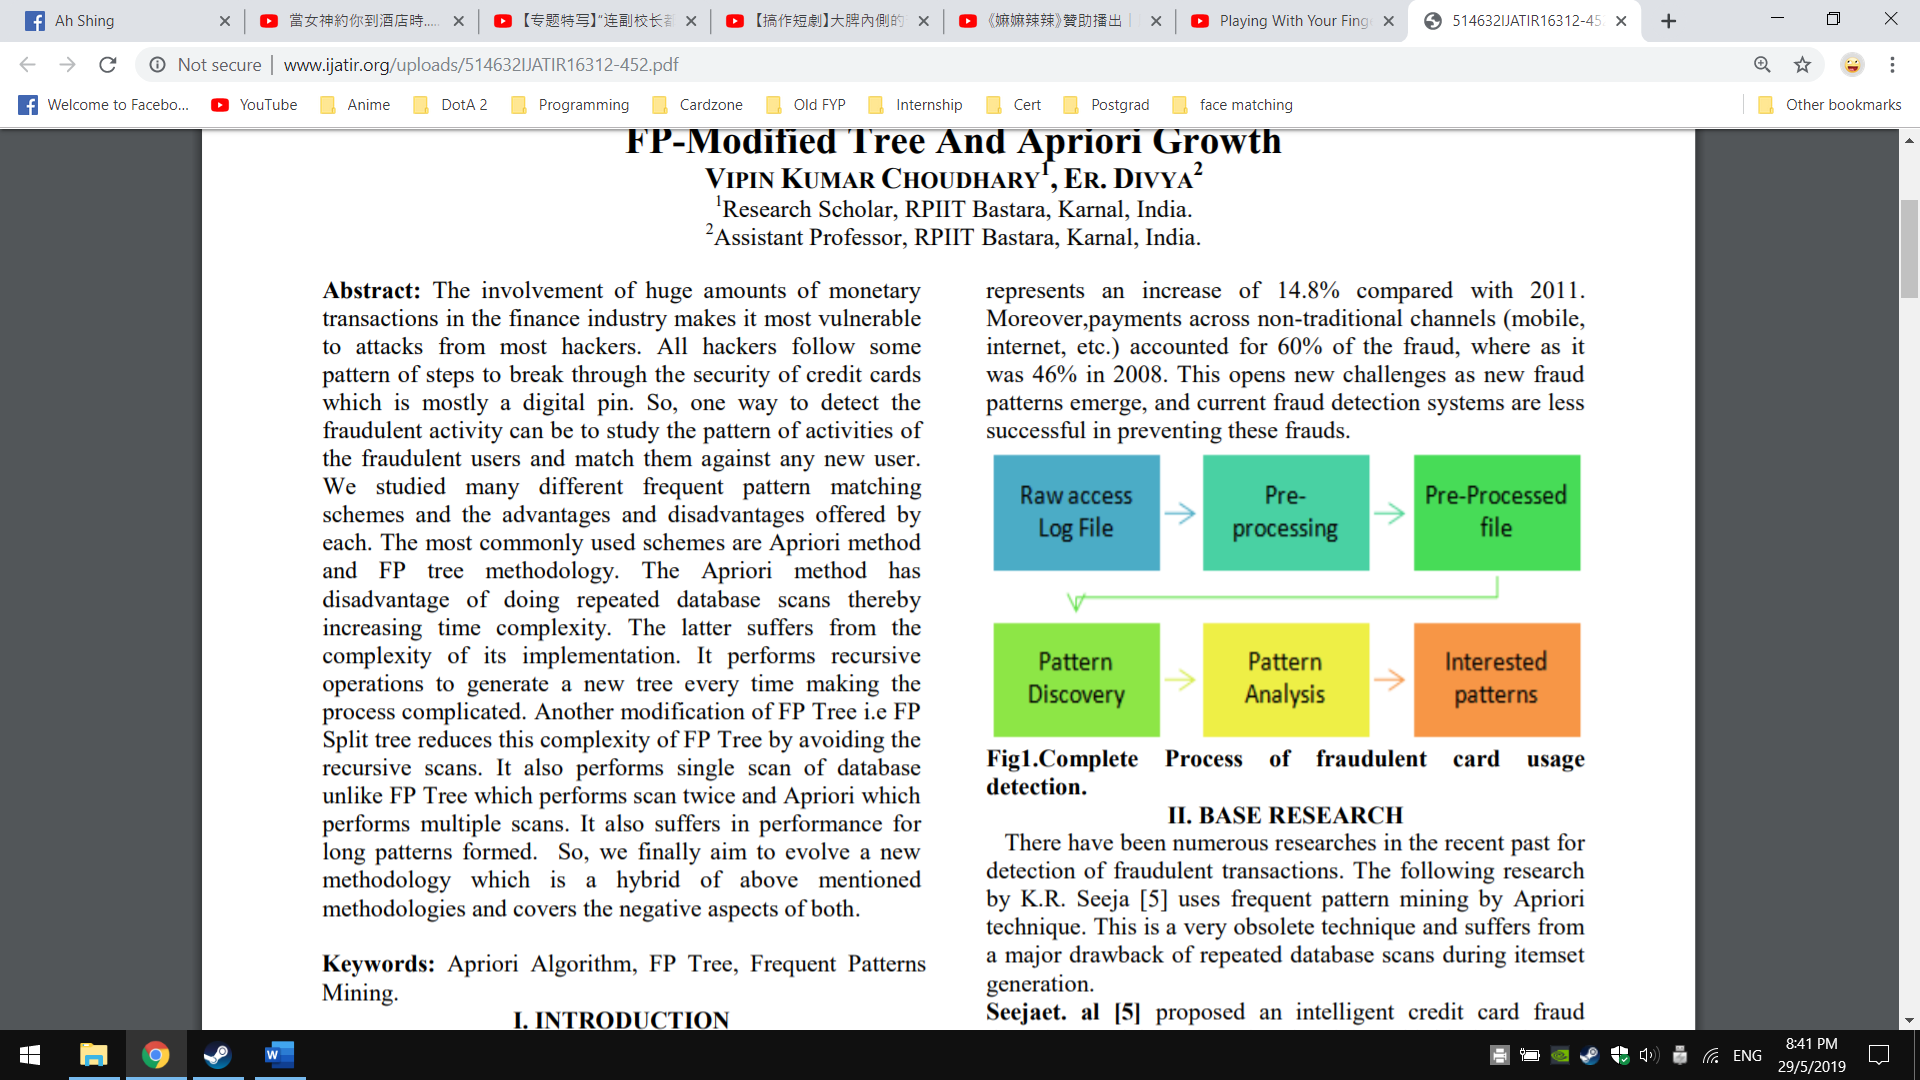 Ah Shing
當女神約你到酒店時.....
【专题特写】"连副校长都
【搞作短劇】大脾內側的
《嫲嫲辣辣》贊助播出｜
Playing With Your Fing
514632IJATIR16312-45
Not secure
www.ijatir.org/uploads/514632IJATIR16312-452.pdf
Welcome to Facebo...
YouTube
Anime
DotA 2
Programming
Cardzone
Old FYP
Internship
Cert
Postgrad
face matching
Other bookmarks
FP-Modified Tree And Apriori Growth
VIPIN KUMAR CHOUDHARY1, ER. DIVYA2
1Research Scholar, RPIIT Bastara, Karnal, India.
2Assistant Professor, RPIIT Bastara, Karnal, India.
Abstract: The involvement of huge amounts of monetary
transactions in the finance industry makes it most vulnerable
to attacks from most hackers. All hackers follow some
pattern of steps to break through the security of credit cards
which is mostly a digital pin. So, one way to detect the
fraudulent activity can be to study the pattern of activities of
the fraudulent users and match them against any new user.
We studied many different frequent pattern matching
schemes and the advantages and disadvantages offered by
each. The most commonly used schemes are Apriori method
and FP tree methodology. The Apriori method has
disadvantage of doing repeated database scans thereby
increasing time complexity. The latter suffers from the
complexity of its implementation. It performs recursive
operations to generate a new tree every time making the
process complicated. Another modification of FP Tree i.e FP
Split tree reduces this complexity of FP Tree by avoiding the
recursive scans. It also performs single scan of database
unlike FP Tree which performs scan twice and Apriori which
performs multiple scans. It also suffers in performance for
long patterns formed. So, we finally aim to evolve a new
methodology which is a hybrid of above mentioned
methodologies and covers the negative aspects of both.
Keywords: Apriori Algorithm, FP Tree, Frequent Patterns
Mining.
I. INTRODUCTION
represents an increase of 14.8% compared with 2011.
Moreover,payments across non-traditional channels (mobile,
internet, etc.) accounted for 60% of the fraud, where as it
was 46% in 2008. This opens new challenges as new fraud
patterns emerge, and current fraud detection systems are less
successful in preventing these frauds.
Raw access
Log File
Pre-
processing
Pre-Processed
file
Pattern
Discovery
Pattern
Analysis
Interested
patterns
Fig1.Complete Process of fraudulent card usage
detection.
II. BASE RESEARCH
There have been numerous researches in the recent past for
detection of fraudulent transactions. The following research
by K.R. Seeja [5] uses frequent pattern mining by Apriori
technique. This is a very obsolete technique and suffers from
a major drawback of repeated database scans during itemset
generation.
Seejaet. al [5] proposed an intelligent credit card fraud
ENG
8:41 PM
29/5/2019